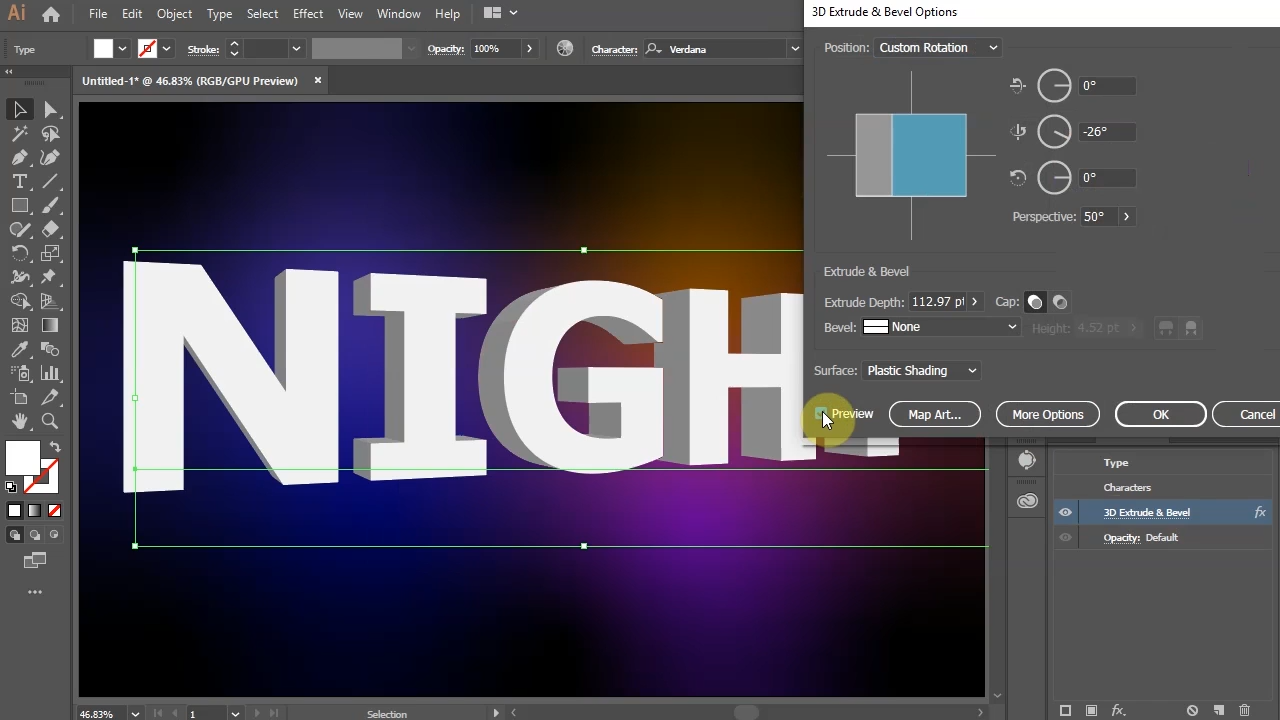 Ai File Edit Object Type Select Effect View Window Help
3D Extrude & Bevel Options
Type Stroke: Opacity: 100% Character: Verdana
Position: Custom Rotation
Untitled-1* @ 46.83% (RGB/GPU Preview) ×
0°
-26°
0°
Perspective: 50°
Extrude & Bevel
Extrude Depth: 112.97 pt Cap:
Bevel: None Height: 4.52 pt
Surface: Plastic Shading
Preview Map Art... More Options OK Cancel
NIGH
Type
Characters
3D Extrude & Bevel fx
Opacity: Default
46.83% 1 Selection fx